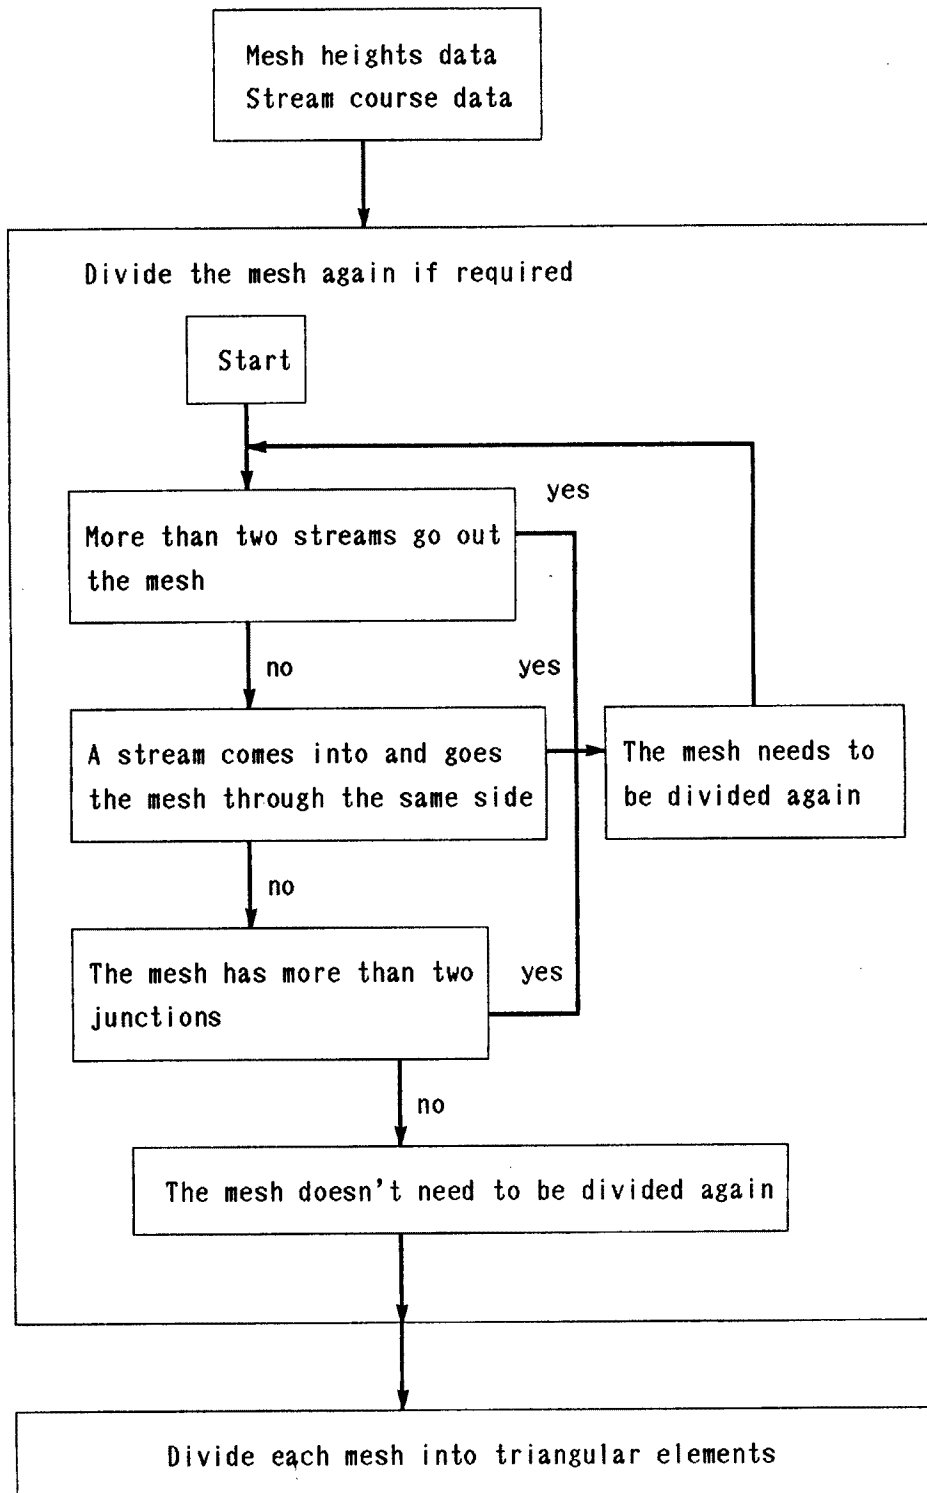 Mesh heights data
Stream course data
Divide the mesh again if required
Start
yes
More than two streams go out
the mesh
no
yes
A stream comes into and goes
the mesh through the same side
The mesh needs to
be divided again
no
The mesh has more than two
junctions
yes
no
The mesh doesn't need to be divided again
Divide each mesh into triangular elements